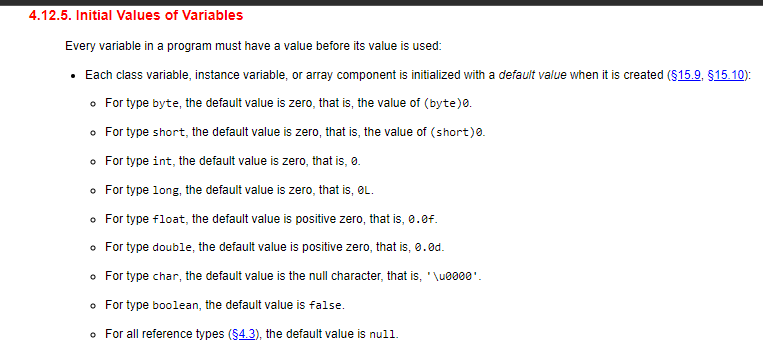 4.12.5. Initial Values of Variables
Every variable in a program must have a value before its value is used:
• Each class variable, instance variable, or array component is initialized with a default value when it is created (§15.9, §15.10):
◦ For type byte, the default value is zero, that is, the value of (byte)0.
◦ For type short, the default value is zero, that is, the value of (short)0.
◦ For type int, the default value is zero, that is, 0.
◦ For type long, the default value is zero, that is, 0L.
◦ For type float, the default value is positive zero, that is, 0.0f.
◦ For type double, the default value is positive zero, that is, 0.0d.
◦ For type char, the default value is the null character, that is, '\u0000'.
◦ For type boolean, the default value is false.
◦ For all reference types (§4.3), the default value is null.